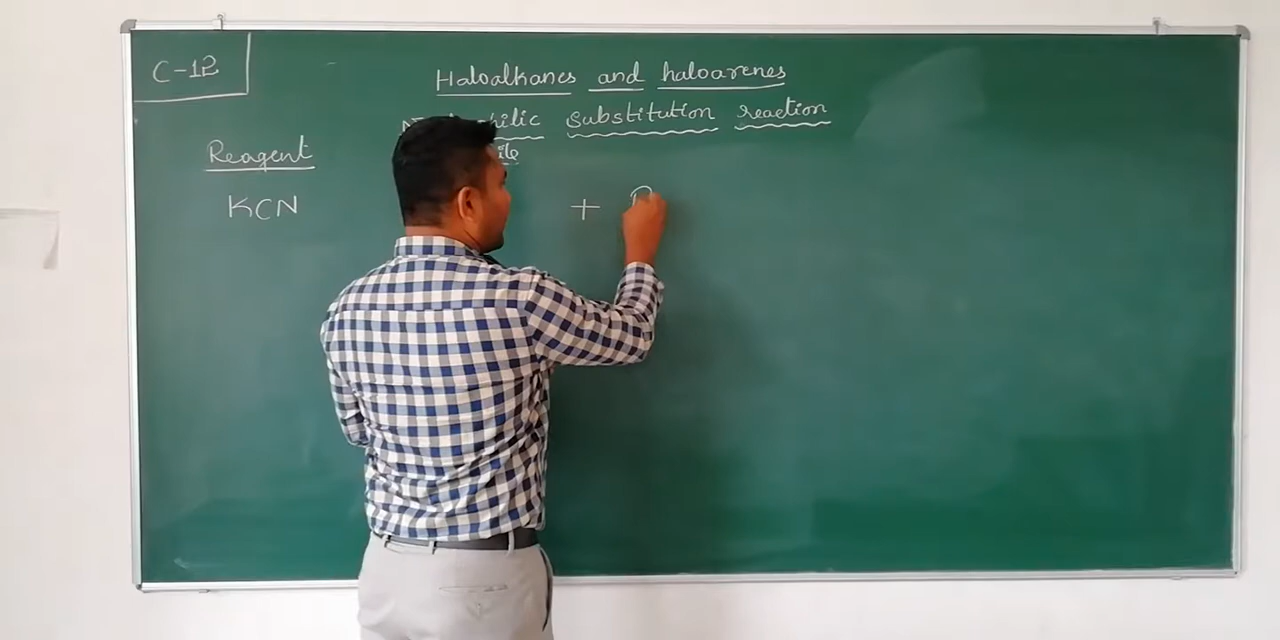 C-12
Haloalkanes and haloarenes
substitution reaction
Reagent
KCN +